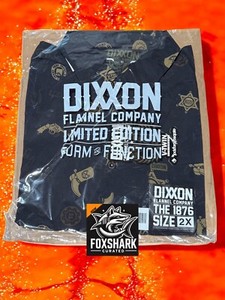 DIXXON
FLANNEL COMPANY
LIMITED EDITION
FORM & FUNCTION
DIXXON
FLANNEL COMPANY
THE 1876
SIZE 2X
FOXSHARK
CURATED